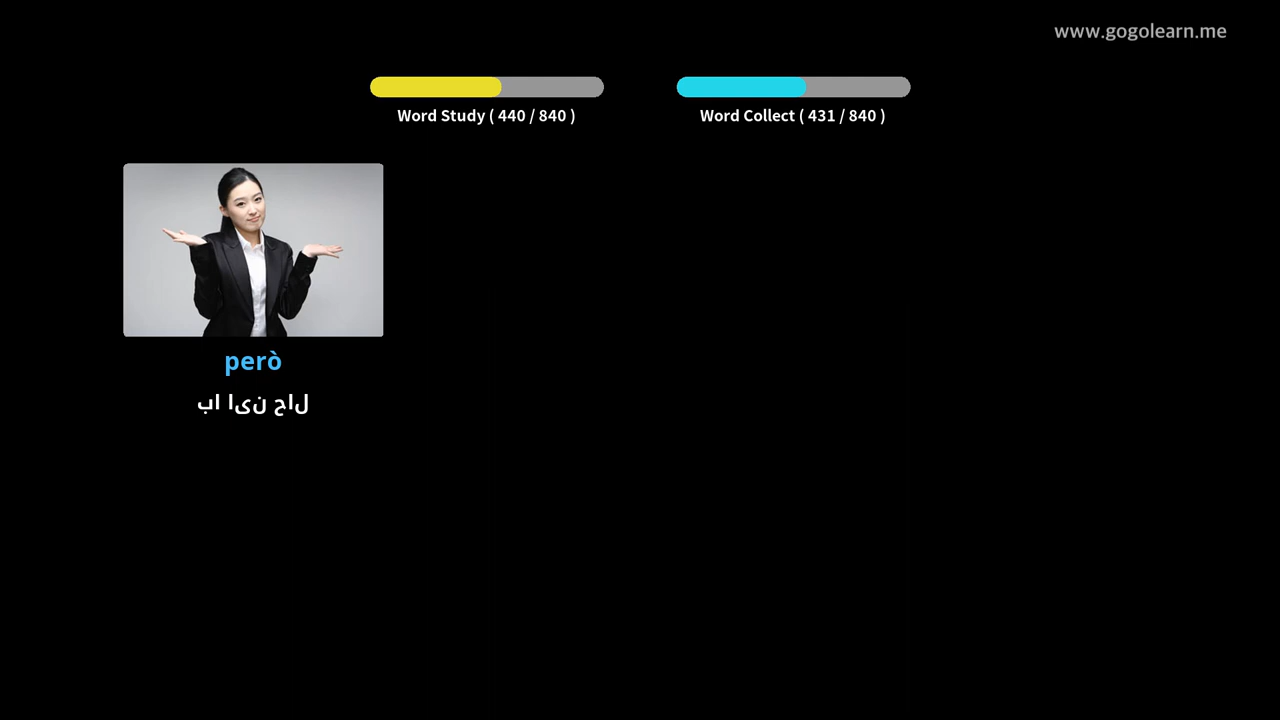 www.gogolearn.me
Word Study ( 440 / 840 )
Word Collect ( 431 / 840 )
però
با این حال